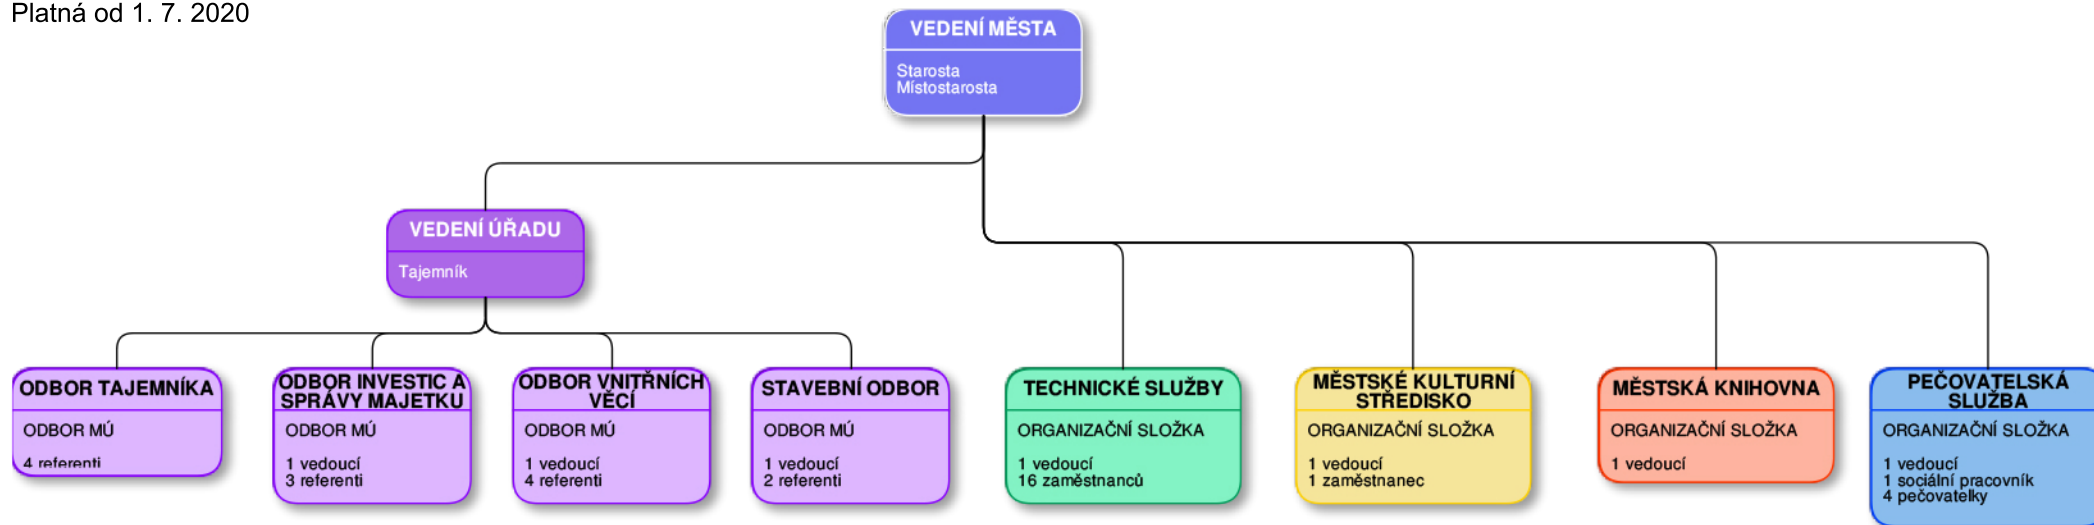 Platná od 1. 7. 2020
VEDENÍ MĚSTA
Starosta
Místostarosta
VEDENÍ ÚŘADU
Tajemník
ODBOR TAJEMNÍKA
ODBOR MÚ
4 referenti
ODBOR INVESTIC A
SPRÁVY MAJETKU
ODBOR MÚ
1 vedoucí
3 referenti
ODBOR VNITŘNÍCH
VĚCÍ
ODBOR MÚ
1 vedoucí
4 referenti
STAVEBNÍ ODBOR
ODBOR MÚ
1 vedoucí
2 referenti
TECHNICKÉ SLUŽBY
ORGANIZAČNÍ SLOŽKA
1 vedoucí
16 zaměstnanců
MĚSTSKÉ KULTURNÍ
STŘEDISKO
ORGANIZAČNÍ SLOŽKA
1 vedoucí
1 zaměstnanec
MĚSTSKÁ KNIHOVNA
ORGANIZAČNÍ SLOŽKA
1 vedoucí
PEČOVATELSKÁ
SLUŽBA
ORGANIZAČNÍ SLOŽKA
1 vedoucí
1 sociální pracovník
4 pečovatelky